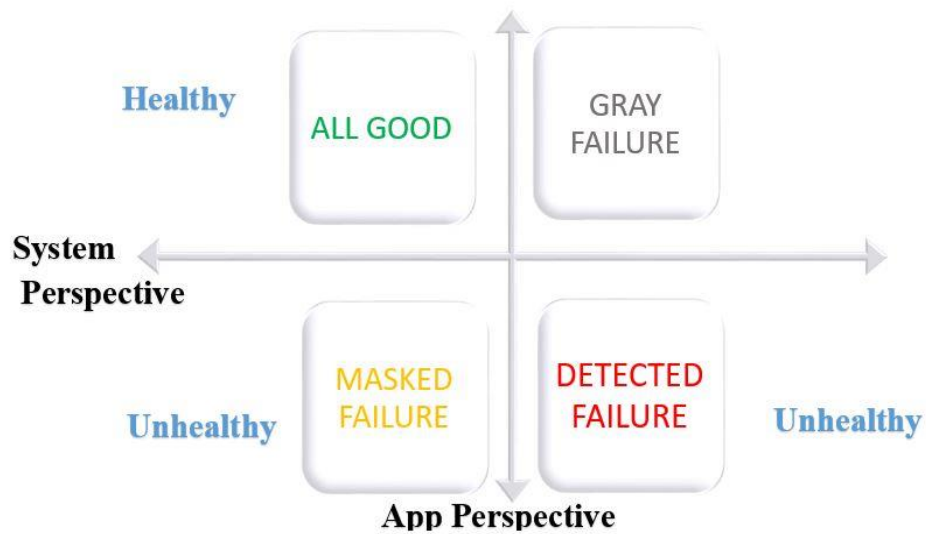 Healthy
ALL GOOD
GRAY
FAILURE
System
Perspective
MASKED
FAILURE
DETECTED
FAILURE
Unhealthy
Unhealthy
App Perspective